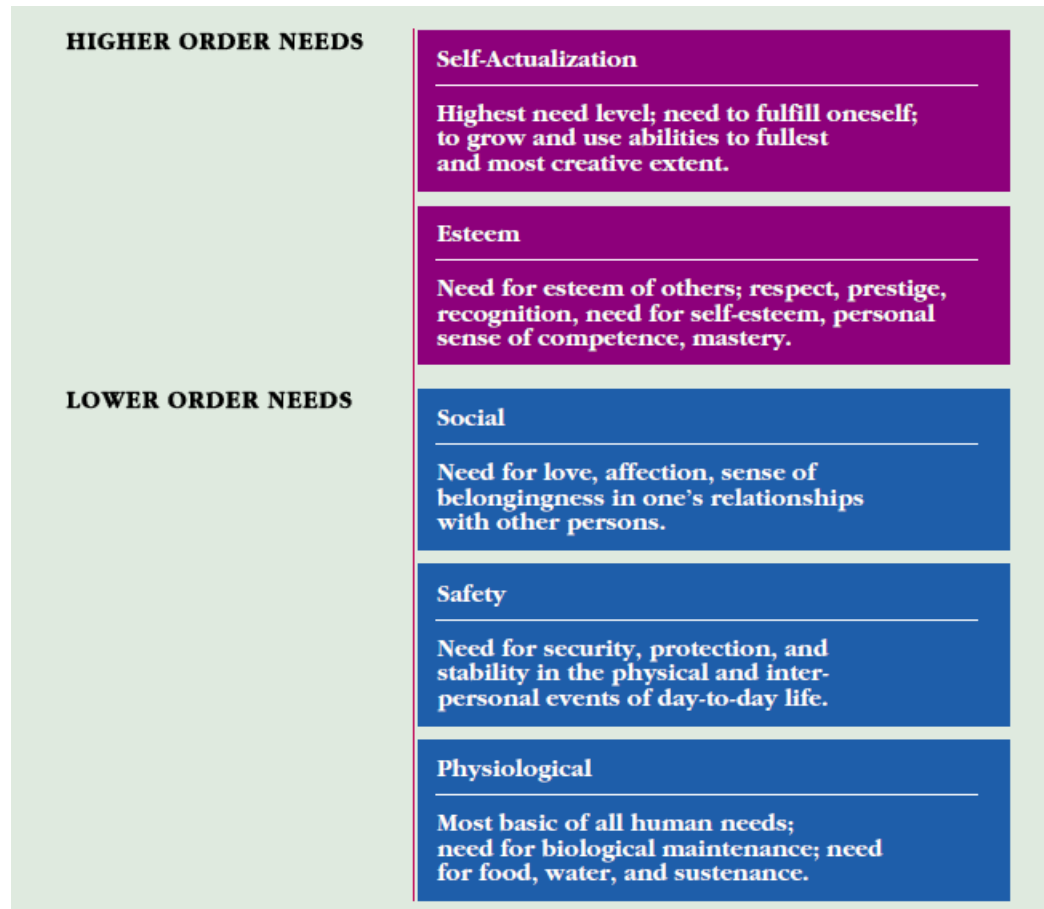 HIGHER ORDER NEEDS
Self-Actualization
Highest need level; need to fulfill oneself;
to grow and use abilities to fullest
and most creative extent.
Esteem
Need for esteem of others; respect, prestige,
recognition, need for self-esteem, personal
sense of competence, mastery.
LOWER ORDER NEEDS
Social
Need for love, affection, sense of
belongingness in one’s relationships
with other persons.
Safety
Need for security, protection, and
stability in the physical and inter-
personal events of day-to-day life.
Physiological
Most basic of all human needs;
need for biological maintenance; need
for food, water, and sustenance.